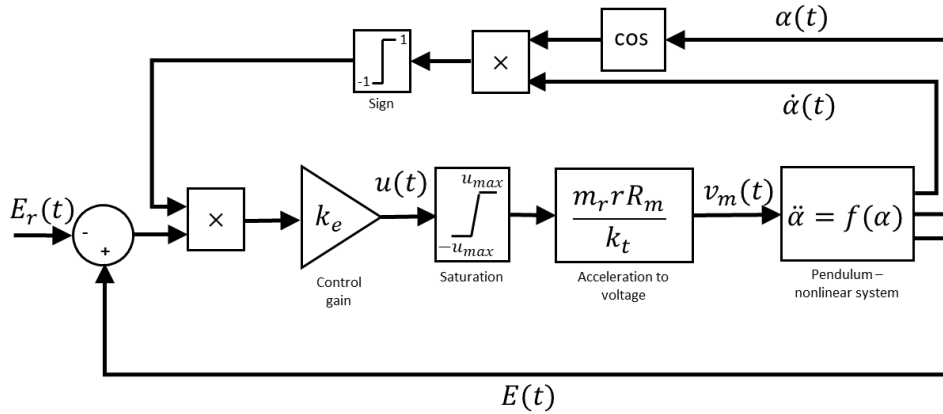 α(t)
cos
1
-1
×
Sign
α̇(t)
E_r(t)
-
+
×
k_e
Control
gain
u(t)
u_max
−u_max
Saturation
m_r r R_m
k_t
Acceleration to
voltage
v_m(t)
α̈ = f(α)
Pendulum –
nonlinear system
E(t)